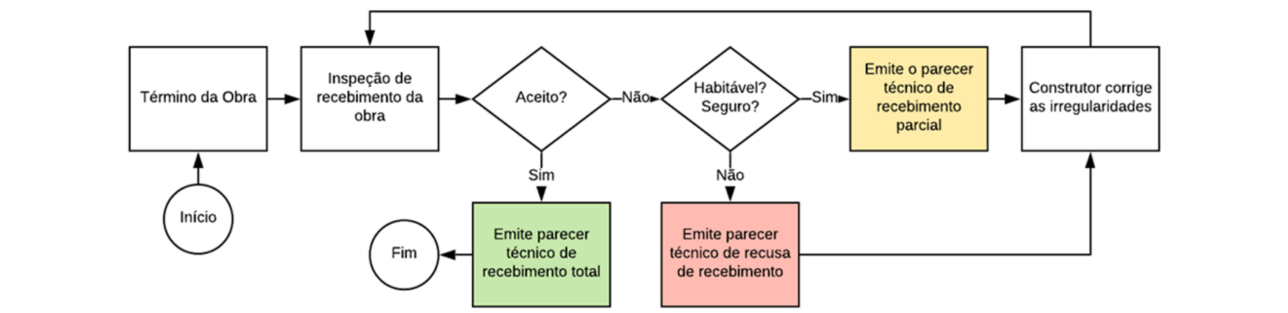 Término da Obra
Inspeção de
recebimento da
obra
Aceito?
Não
Habitável?
Seguro?
Sim
Emite o parecer
técnico de
recebimento
parcial
Construtor corrige
as irregularidades
Sim
Não
Início
Fim
Emite parecer
técnico de
recebimento total
Emite parecer
técnico de recusa
de recebimento